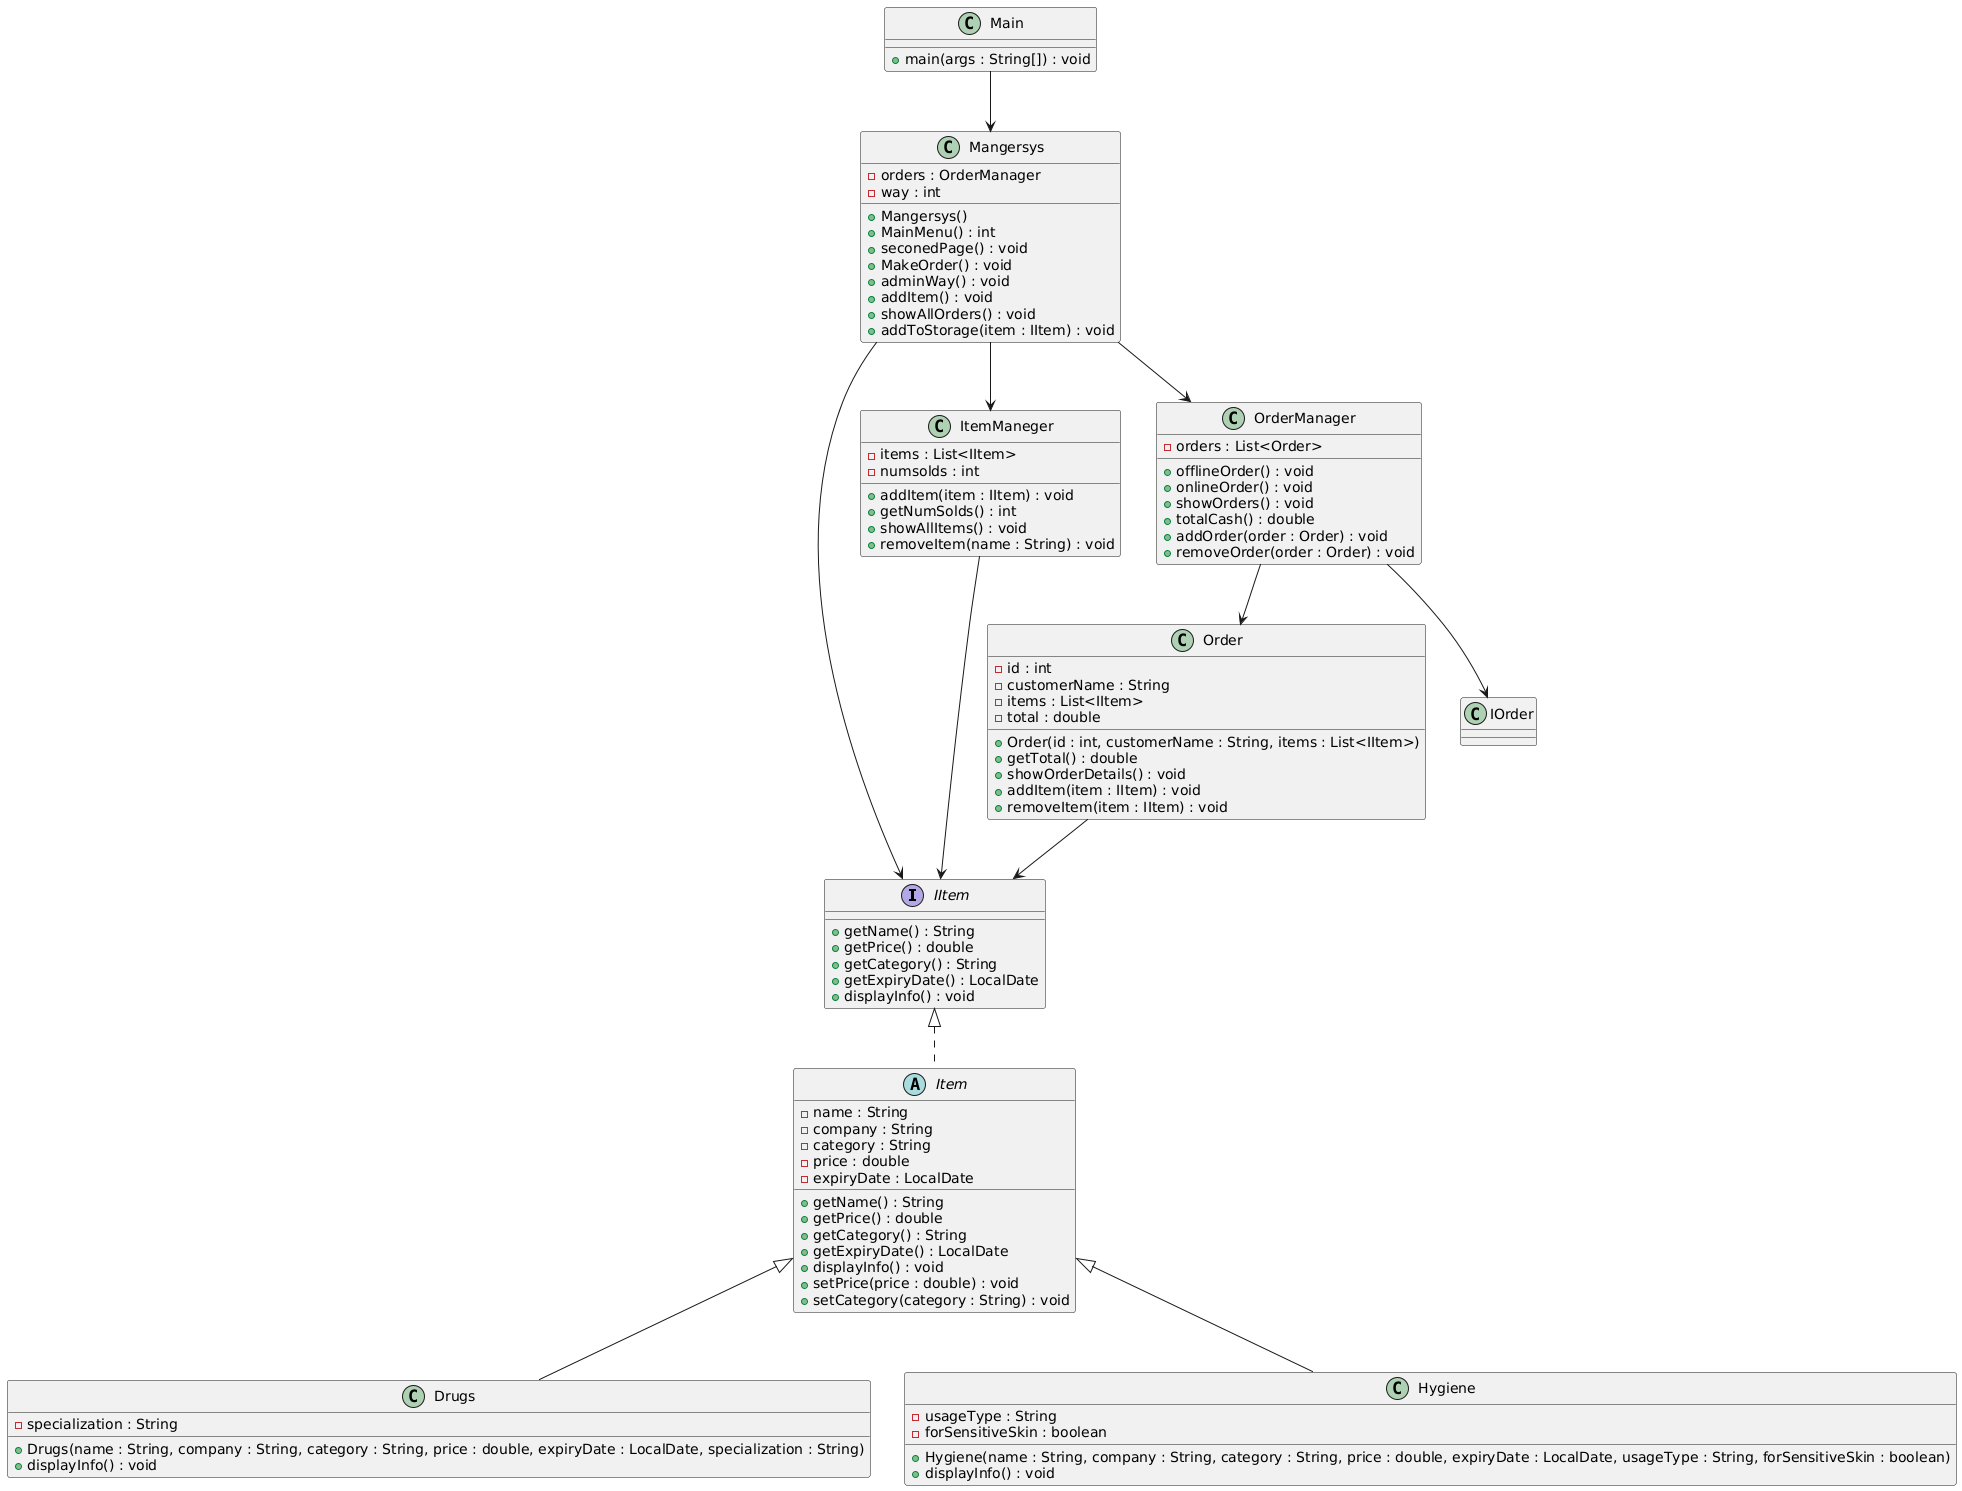 C Main
main(args : String[]) : void
C Mangersys
orders : OrderManager
way : int
Mangersys()
MainMenu() : int
seconedPage() : void
MakeOrder() : void
adminWay() : void
addItem() : void
showAllOrders() : void
addToStorage(item : IItem) : void
C ItemManeger
items : List<IItem>
numsolds : int
addItem(item : IItem) : void
getNumSolds() : int
showAllItems() : void
removeItem(name : String) : void
C OrderManager
orders : List<Order>
offlineOrder() : void
onlineOrder() : void
showOrders() : void
totalCash() : double
addOrder(order : Order) : void
removeOrder(order : Order) : void
C Order
id : int
customerName : String
items : List<IItem>
total : double
Order(id : int, customerName : String, items : List<IItem>)
getTotal() : double
showOrderDetails() : void
addItem(item : IItem) : void
removeItem(item : IItem) : void
C IOrder
I IItem
getName() : String
getPrice() : double
getCategory() : String
getExpiryDate() : LocalDate
displayInfo() : void
A Item
name : String
company : String
category : String
price : double
expiryDate : LocalDate
getName() : String
getPrice() : double
getCategory() : String
getExpiryDate() : LocalDate
displayInfo() : void
setPrice(price : double) : void
setCategory(category : String) : void
C Drugs
specialization : String
Drugs(name : String, company : String, category : String, price : double, expiryDate : LocalDate, specialization : String)
displayInfo() : void
C Hygiene
usageType : String
forSensitiveSkin : boolean
Hygiene(name : String, company : String, category : String, price : double, expiryDate : LocalDate, usageType : String, forSensitiveSkin : boolean)
displayInfo() : void